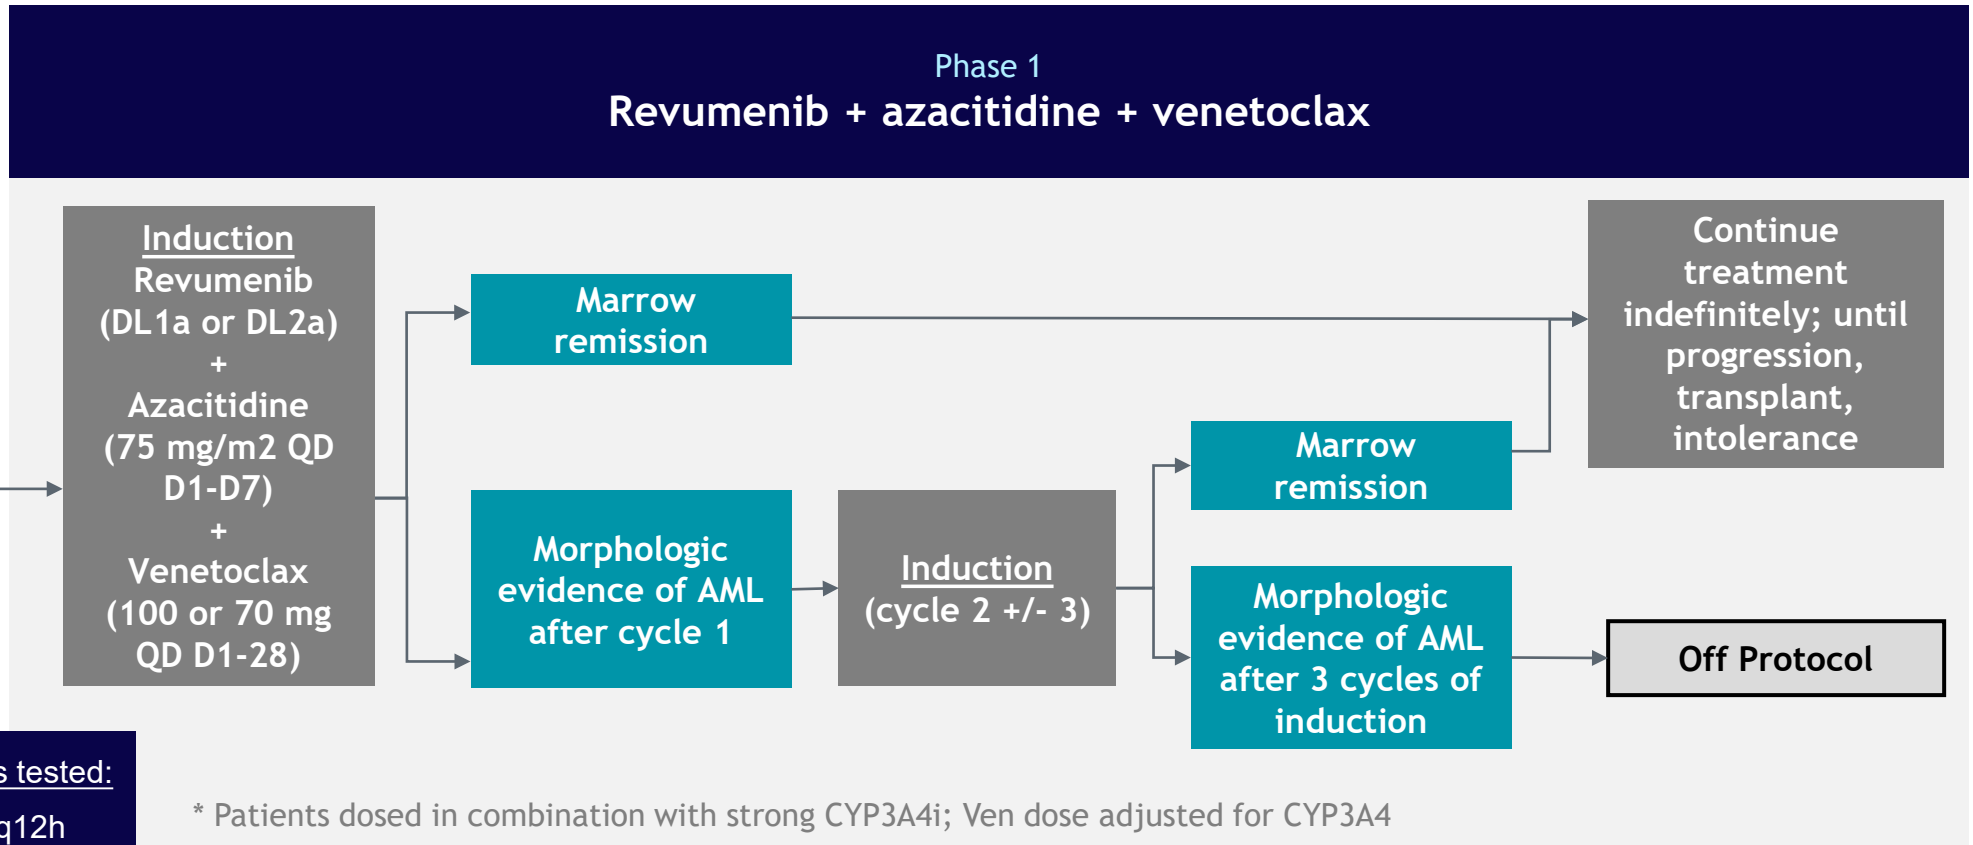 Phase 1
Revumenib + azacitidine + venetoclax
Induction
Revumenib
(DL1a or DL2a)
+
Azacitidine
(75 mg/m2 QD
D1-D7)
+
Venetoclax
(100 or 70 mg
QD D1-28)
Marrow
remission
Morphologic
evidence of AML
after cycle 1
Induction
(cycle 2 +/- 3)
Marrow
remission
Morphologic
evidence of AML
after 3 cycles of
induction
Continue
treatment
indefinitely; until
progression,
transplant,
intolerance
Off Protocol
s tested:
q12h
* Patients dosed in combination with strong CYP3A4i; Ven dose adjusted for CYP3A4